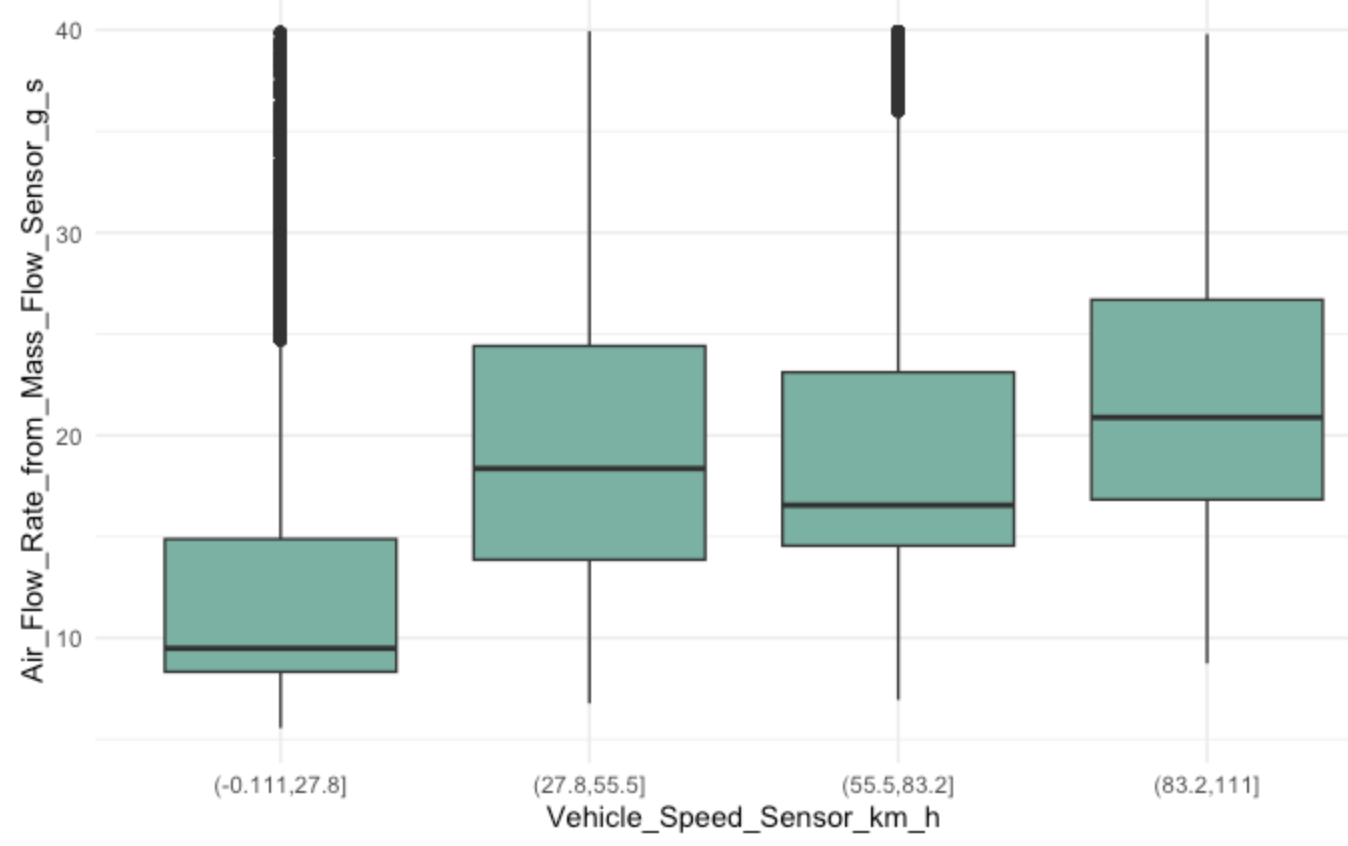 Air_Flow_Rate_from_Mass_Flow_Sensor_g_s
40
30
20
10
(-0.111,27.8] (27.8,55.5] (55.5,83.2] (83.2,111]
Vehicle_Speed_Sensor_km_h